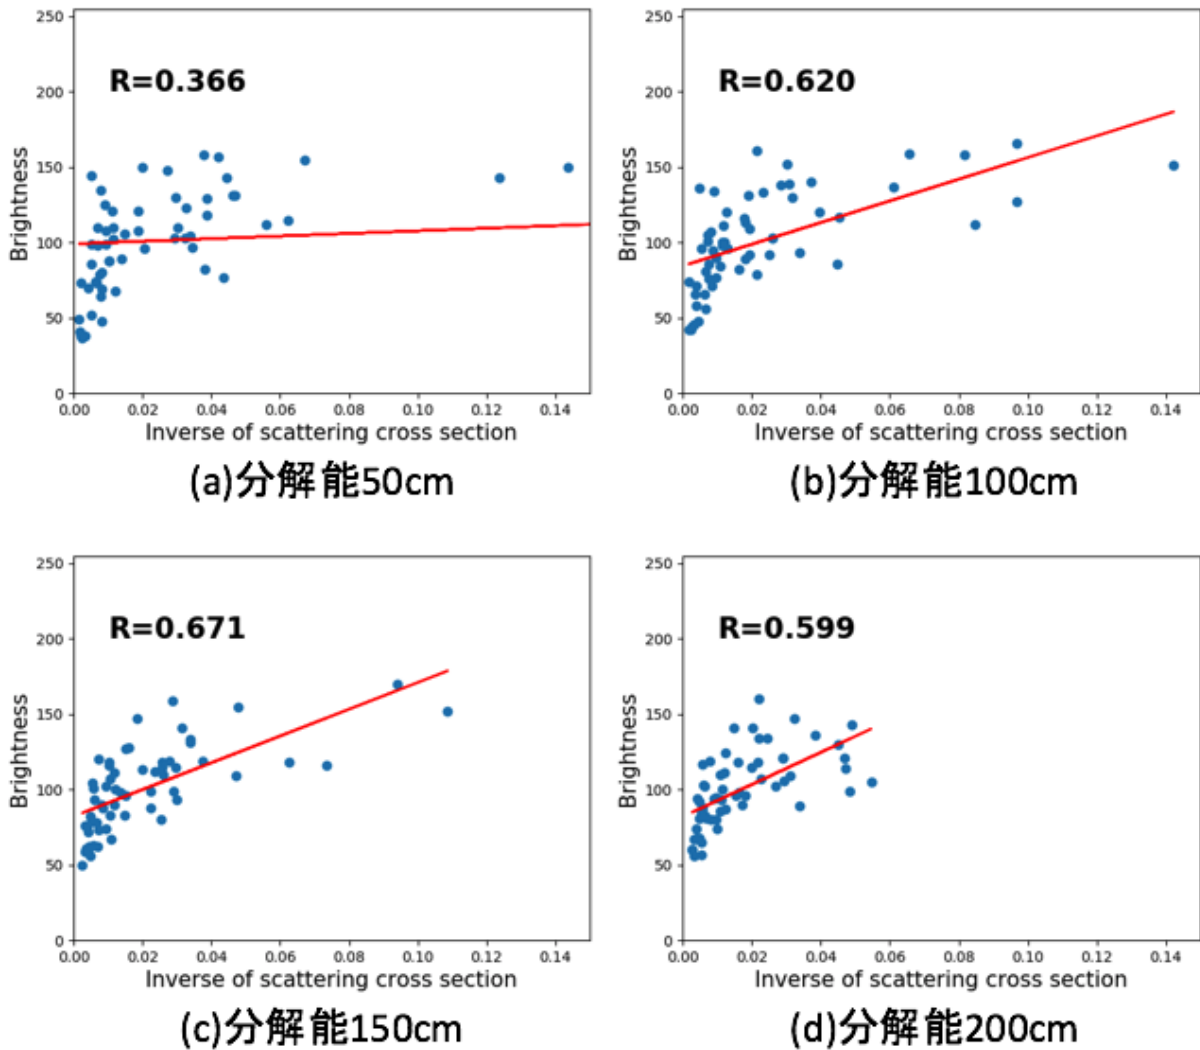 250
200
150
100
50
0
Brightness
R=0.366
0.00 0.02 0.04 0.06 0.08 0.10 0.12 0.14
Inverse of scattering cross section
(a)分解能50cm
250
200
150
100
50
0
Brightness
R=0.620
0.00 0.02 0.04 0.06 0.08 0.10 0.12 0.14
Inverse of scattering cross section
(b)分解能100cm
250
200
150
100
50
0
Brightness
R=0.671
0.00 0.02 0.04 0.06 0.08 0.10 0.12 0.14
Inverse of scattering cross section
(c)分解能150cm
250
200
150
100
50
0
Brightness
R=0.599
0.00 0.02 0.04 0.06 0.08 0.10 0.12 0.14
Inverse of scattering cross section
(d)分解能200cm